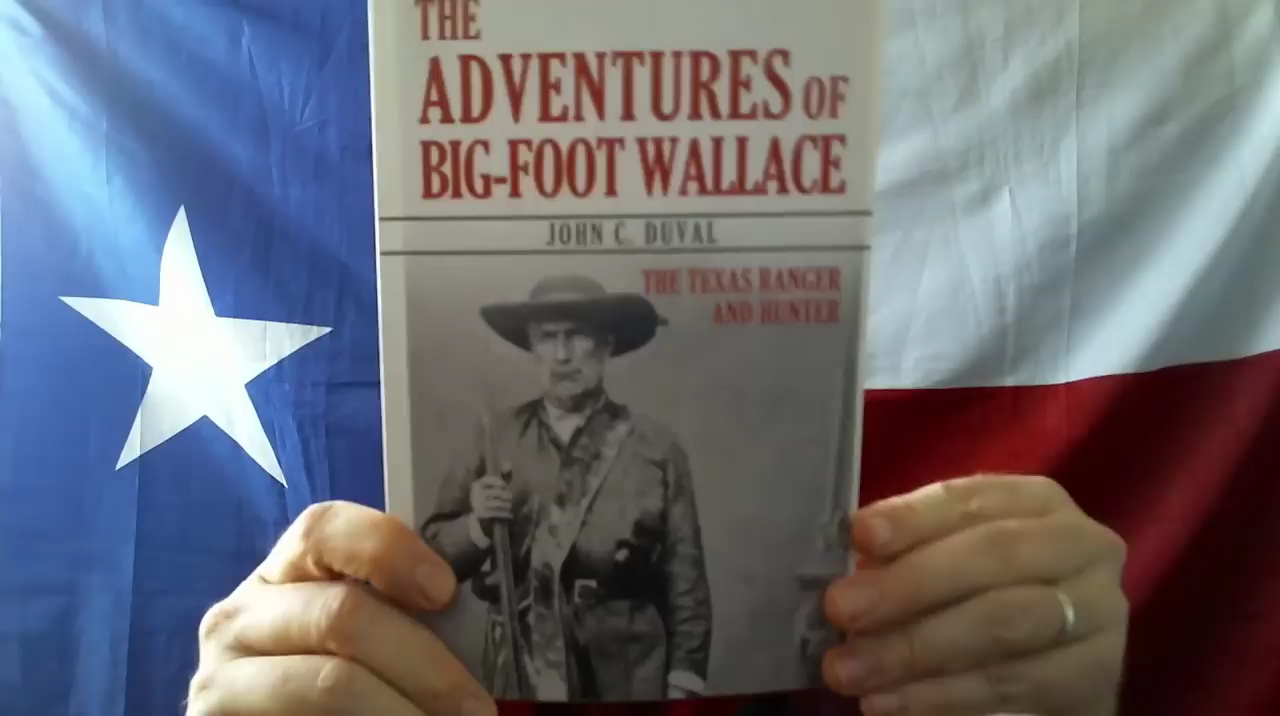 THE
ADVENTURES OF
BIG-FOOT WALLACE
JOHN C. DUVAL
THE TEXAS RANGER
AND HUNTER